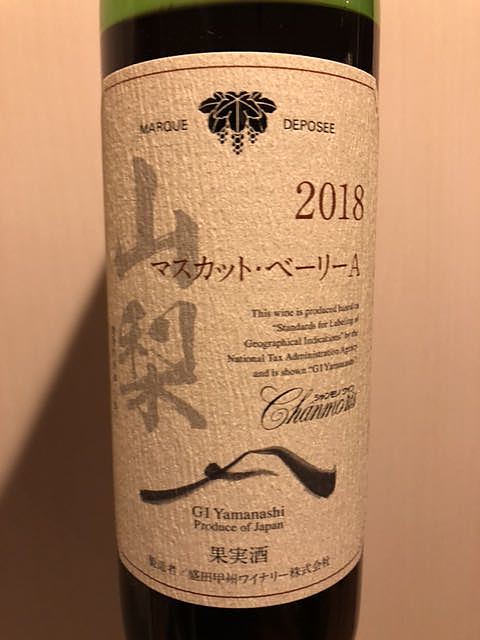 MARQUE DEPOSEE
2018
山梨
マスカット・ベーリーA
This wine is produced based on
"Standards for Labeling of
Geographical Indications" by the
National Tax Administration Agency
and is shown "GI Yamanashi"
シャンモリ ワイン
Chanmoris
GI Yamanashi
Produce of Japan
果実酒
製造者/盛田甲州ワイナリー株式会社